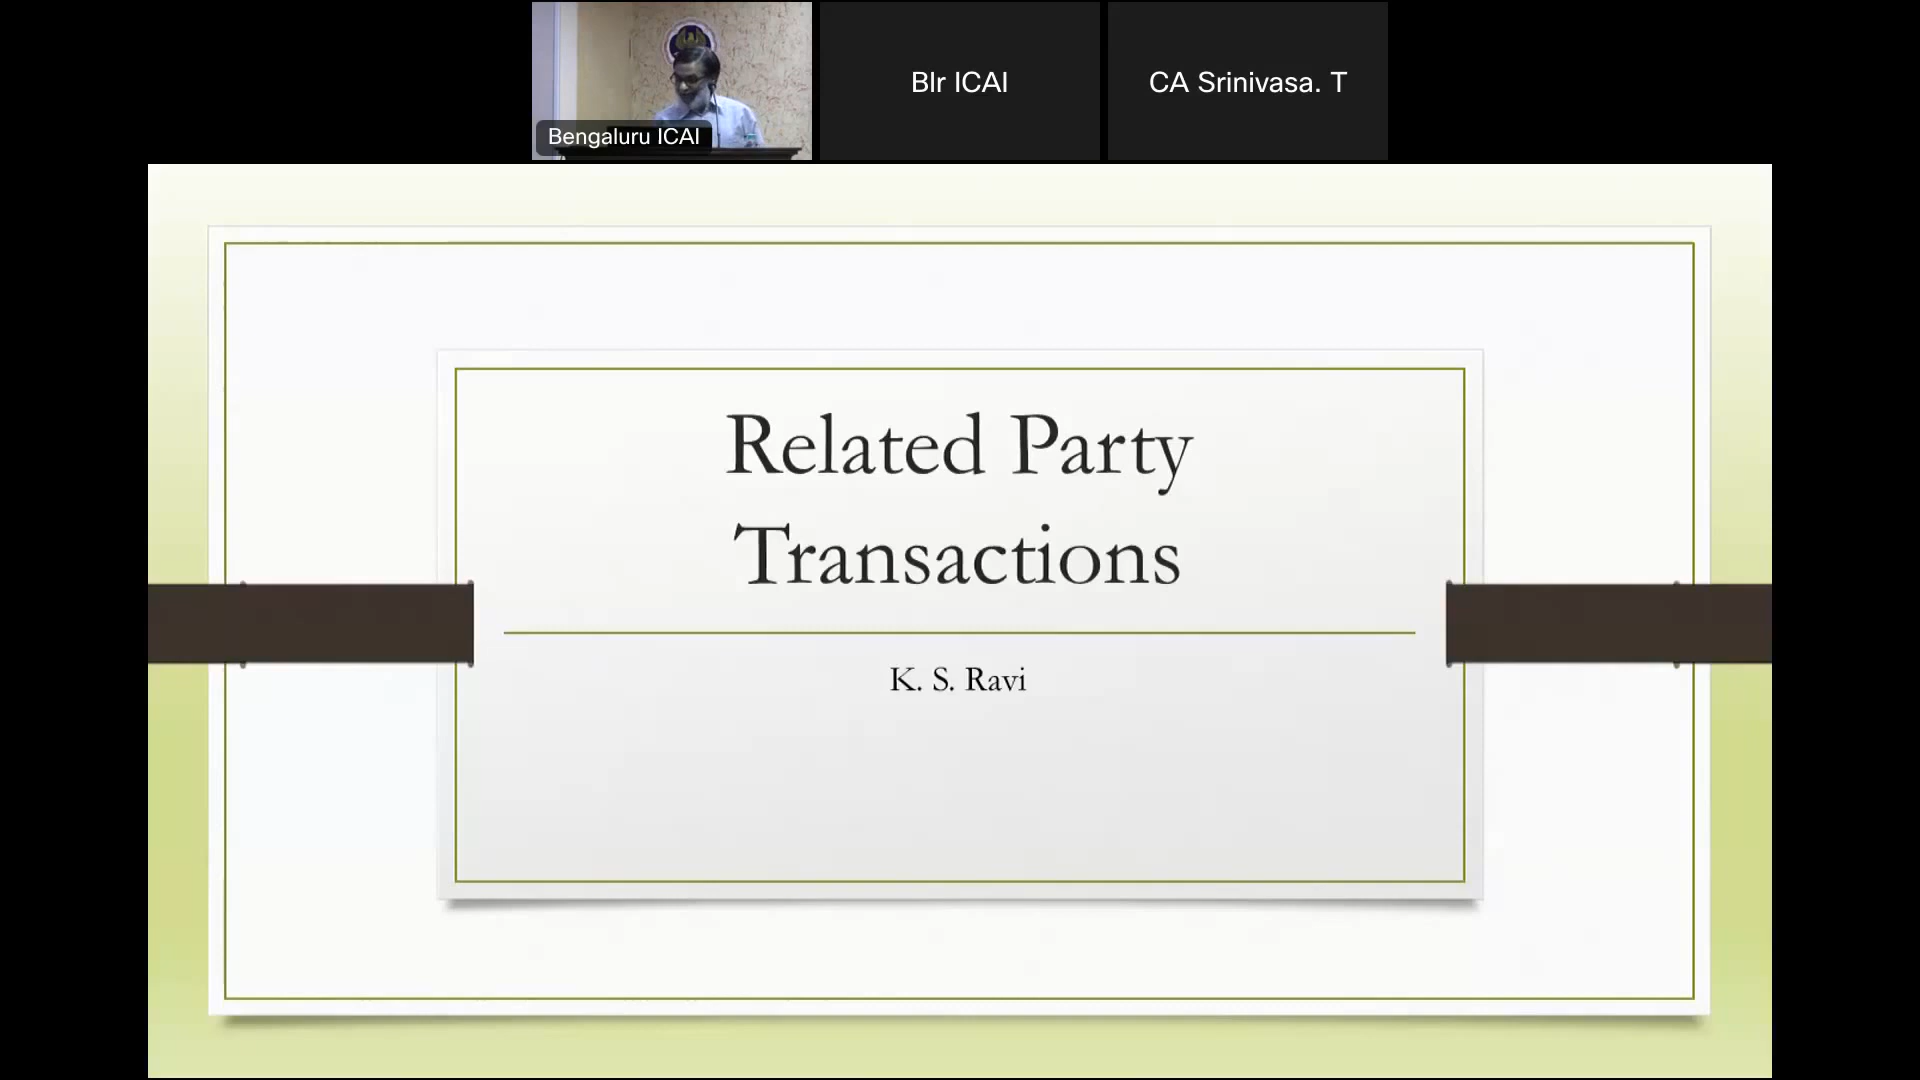 Bengaluru ICAI
Blr ICAI
CA Srinivasa. T
Related Party
Transactions
K. S. Ravi